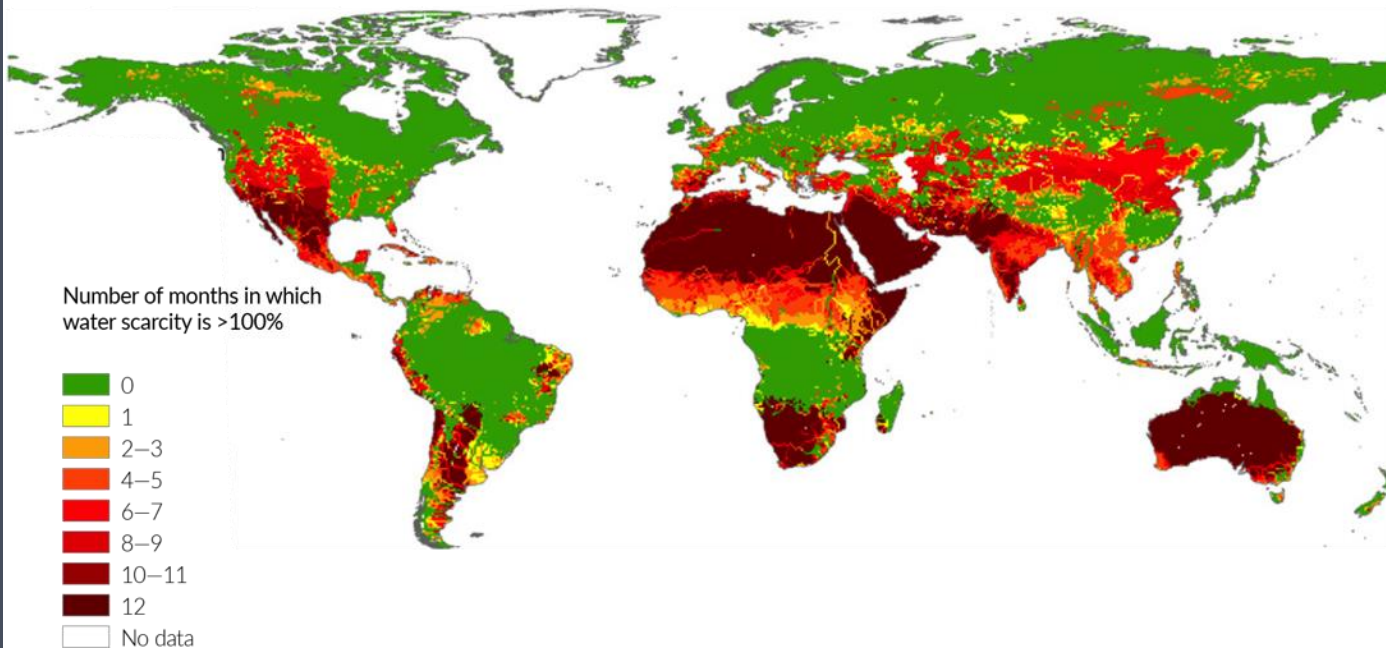 Number of months in which
water scarcity is >100%
0
1
2–3
4–5
6–7
8–9
10–11
12
No data